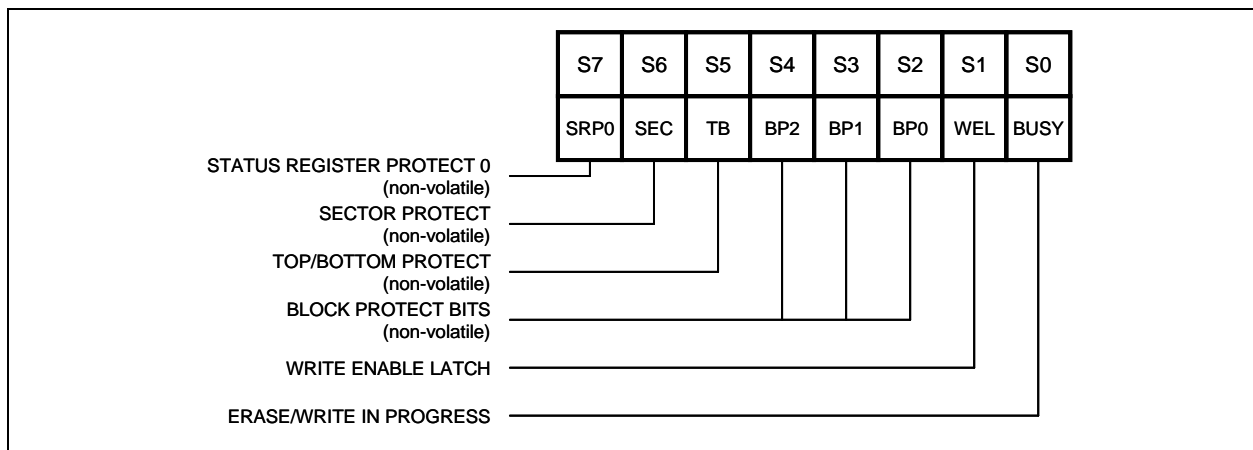 S7 S6 S5 S4 S3 S2 S1 S0
SRP0 SEC TB BP2 BP1 BP0 WEL BUSY
STATUS REGISTER PROTECT 0
(non-volatile)
SECTOR PROTECT
(non-volatile)
TOP/BOTTOM PROTECT
(non-volatile)
BLOCK PROTECT BITS
(non-volatile)
WRITE ENABLE LATCH
ERASE/WRITE IN PROGRESS